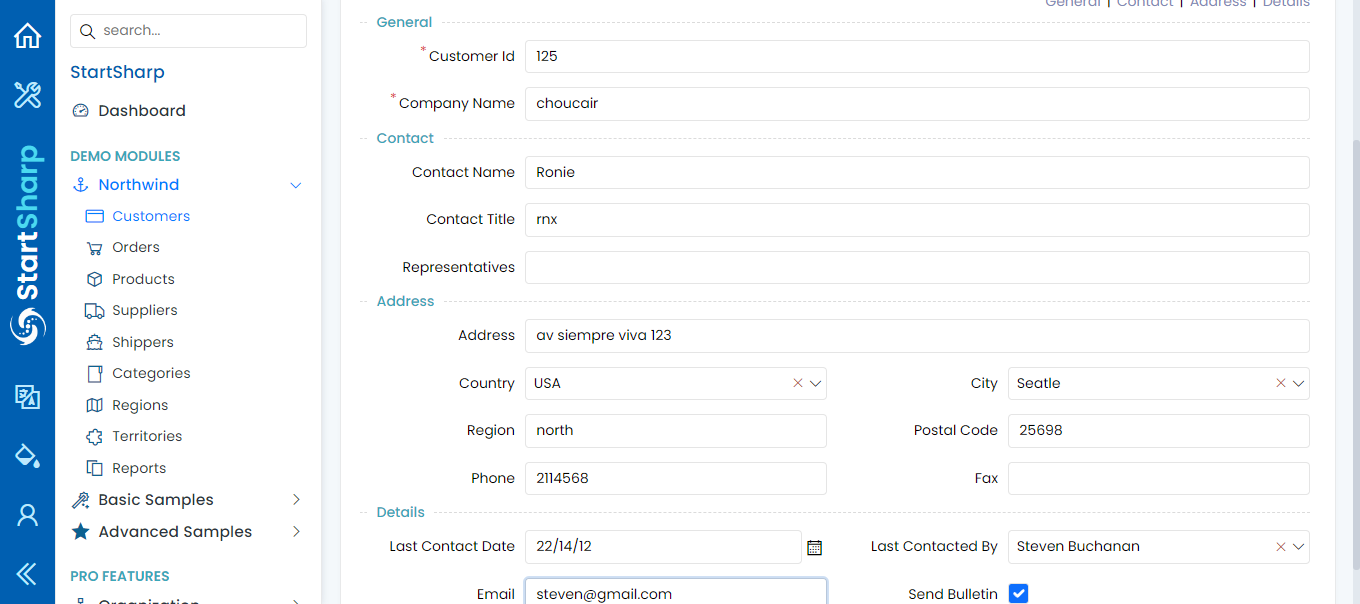 StartSharp
search...
StartSharp
Dashboard
DEMO MODULES
Northwind
Customers
Orders
Products
Suppliers
Shippers
Categories
Regions
Territories
Reports
Basic Samples
Advanced Samples
PRO FEATURES
Organization
General | Contact | Address | Details
General
*Customer Id 125
*Company Name choucair
Contact
Contact Name Ronie
Contact Title rnx
Representatives
Address
Address av siempre viva 123
Country USA City Seatle
Region north Postal Code 25698
Phone 2114568 Fax
Details
Last Contact Date 22/14/12 Last Contacted By Steven Buchanan
Email steven@gmail.com Send Bulletin